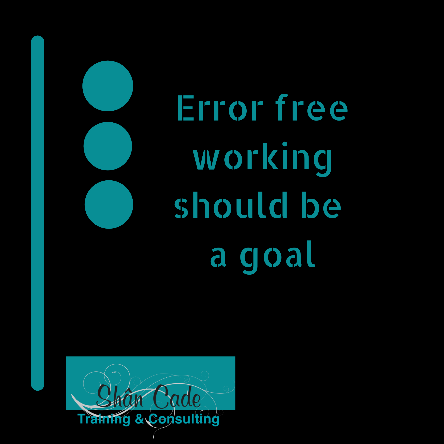 Error free
working
should be
a goal
Shân Cade
Training & Consulting